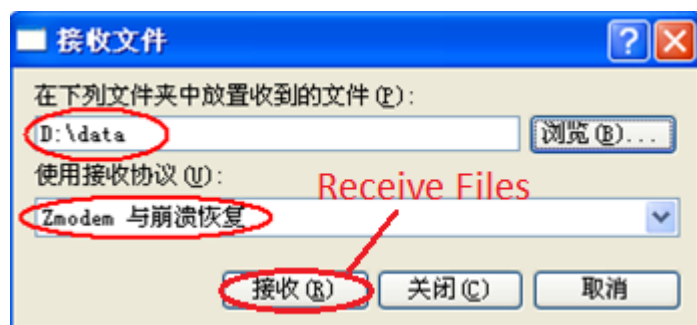 接收文件
在下列文件夹中放置收到的文件(P):
D:\data
浏览(B)...
使用接收协议(U):
Receive Files
Zmodem 与崩溃恢复
接收(R) 关闭(C) 取消